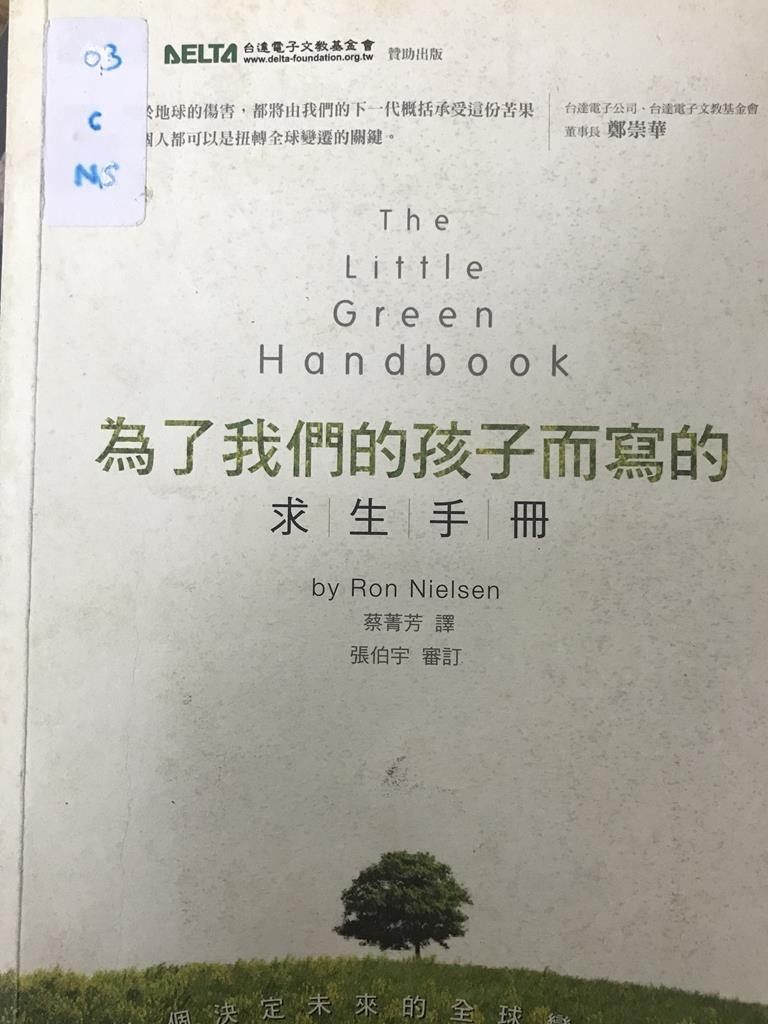 03
C
NS
DELTA 台達電子文教基金會
www.delta-foundation.org.tw 贊助出版
於地球的傷害，都將由我們的下一代概括承受這份苦果
個人都可以是扭轉全球變遷的關鍵。
台達電子公司、台達電子文教基金會
董事長 鄭崇華
The
Little
Green
Handbook
為了我們的孩子而寫的
求生手冊
by Ron Nielsen
蔡菁芳 譯
張伯宇 審訂
個決定未來的全球